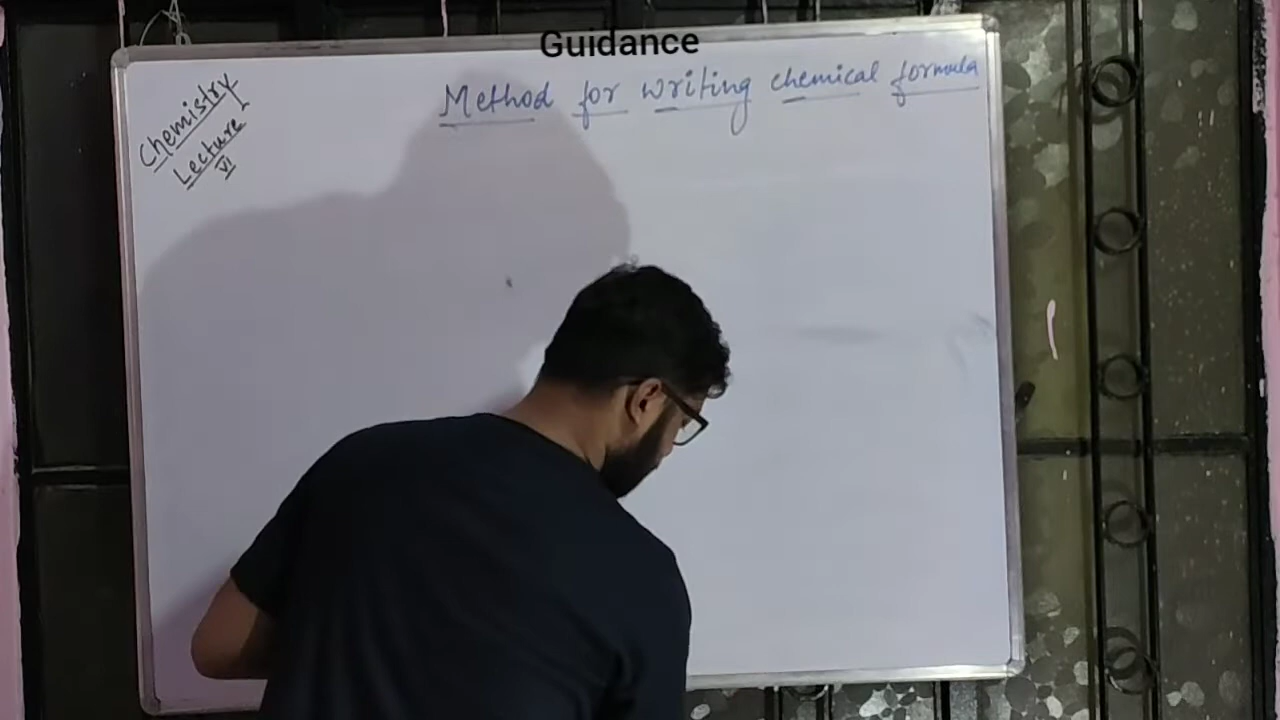 Guidance
Method for writing chemical formula
Chemistry
Lecture
VI